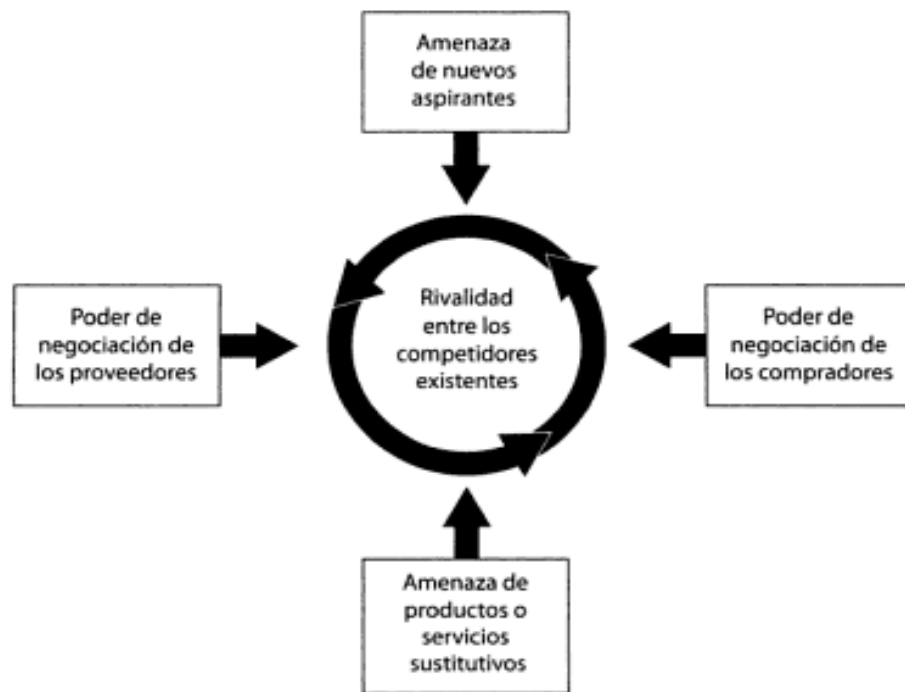 Amenaza
de nuevos
aspirantes
Poder de
negociación de
los proveedores
Rivalidad
entre los
competidores
existentes
Poder de
negociación de
los compradores
Amenaza de
productos o
servicios
sustitutivos